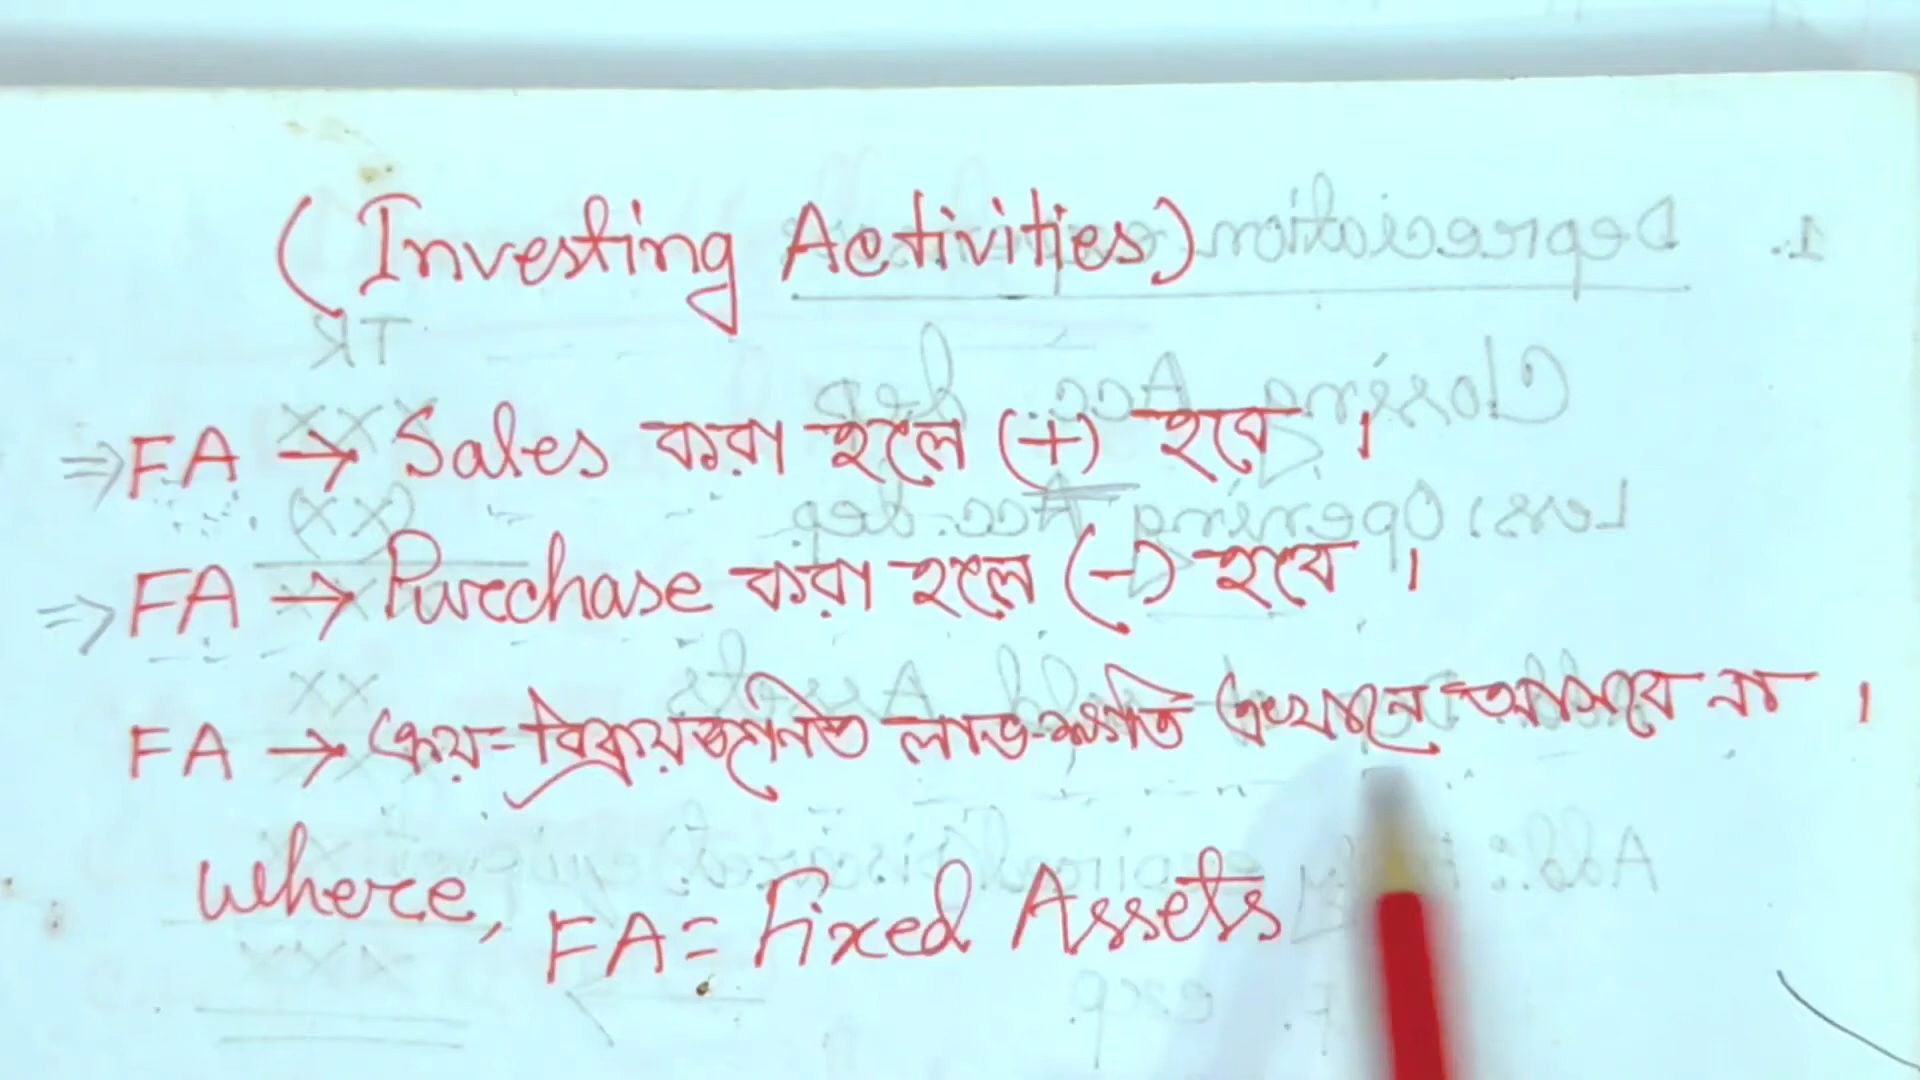 (Investing Activities)
⇒ FA → Sales করা হলে (+) হবে ।
⇒ FA → Purchase করা হলে (-) হবে ।
FA → ক্রয়-বিক্রয়জনিত লাভ-ক্ষতি এখানে আসবে না ।
where, FA = Fixed Assets